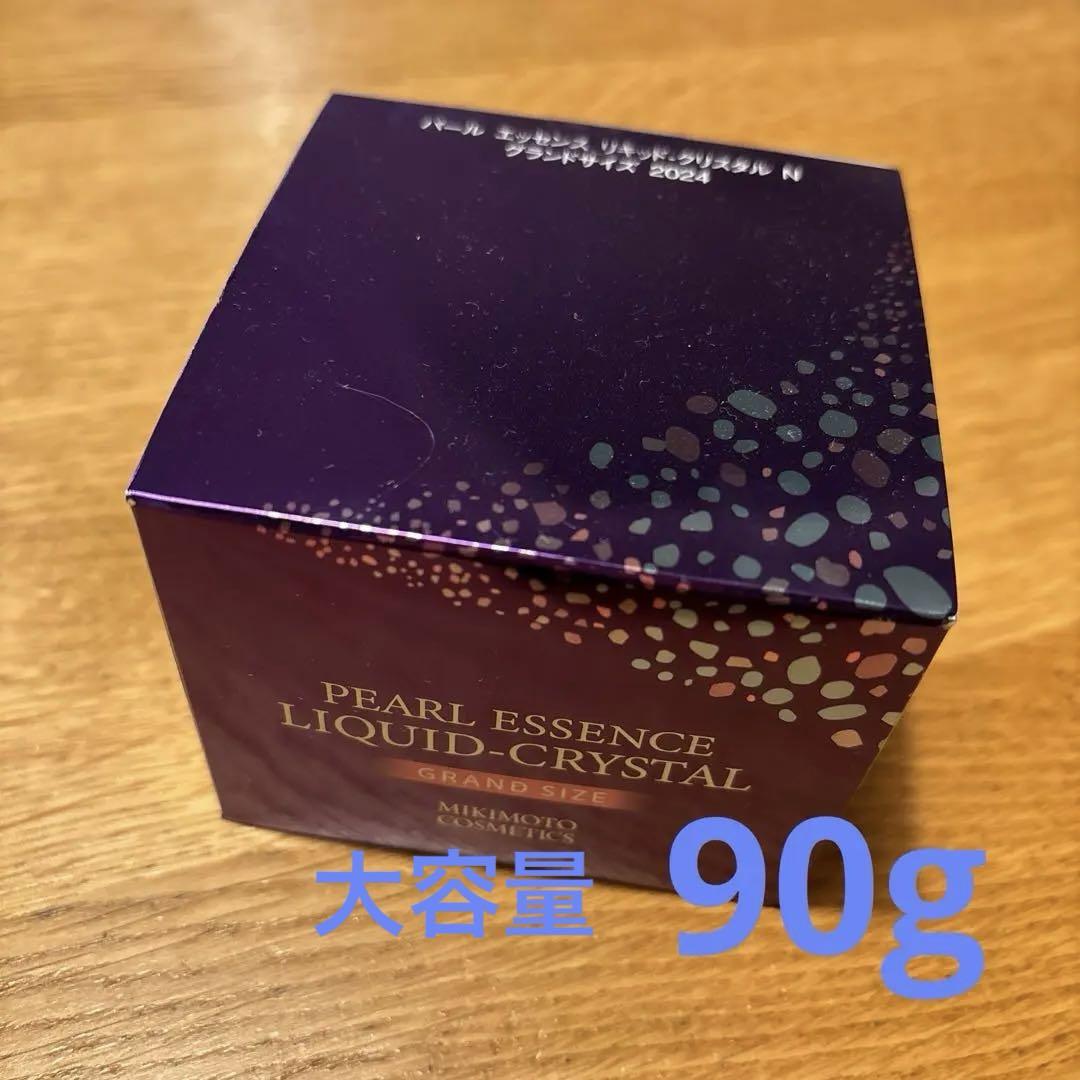 パール エッセンス リキッド・クリスタル N
グランドサイズ 2024
PEARL ESSENCE
LIQUID-CRYSTAL
GRAND SIZE
MIKIMOTO
COSMETICS
大容量 90g